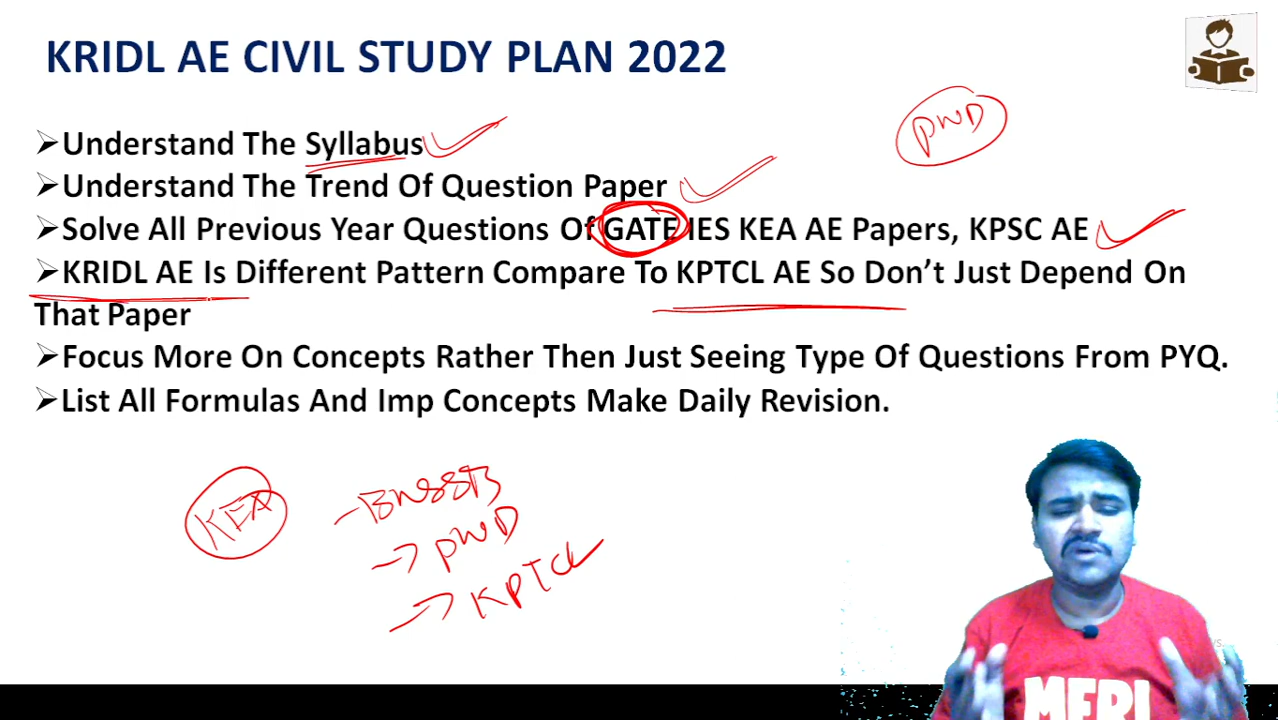 KRIDL AE CIVIL STUDY PLAN 2022
PWD
➢Understand The Syllabus
➢Understand The Trend Of Question Paper
➢Solve All Previous Year Questions Of GATE IES KEA AE Papers, KPSC AE
➢KRIDL AE Is Different Pattern Compare To KPTCL AE So Don't Just Depend On
That Paper
➢Focus More On Concepts Rather Then Just Seeing Type Of Questions From PYQ.
➢List All Formulas And Imp Concepts Make Daily Revision.
KEA
- BWSSB
→ PWD
→ KPTCL
MERI